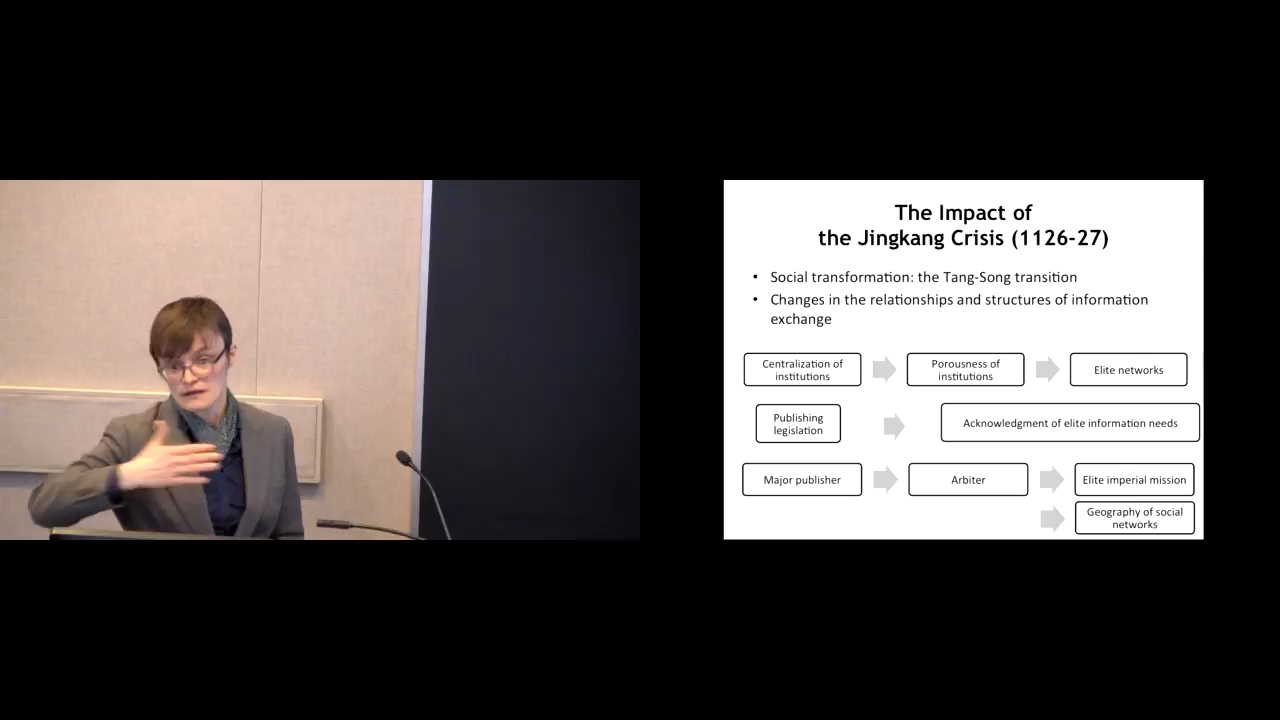 The Impact of
the Jingkang Crisis (1126-27)
• Social transformation: the Tang-Song transition
• Changes in the relationships and structures of information
exchange
Centralization of
institutions
Porousness of
institutions
Elite networks
Publishing
legislation
Acknowledgment of elite information needs
Major publisher
Arbiter
Elite imperial mission
Geography of social
networks